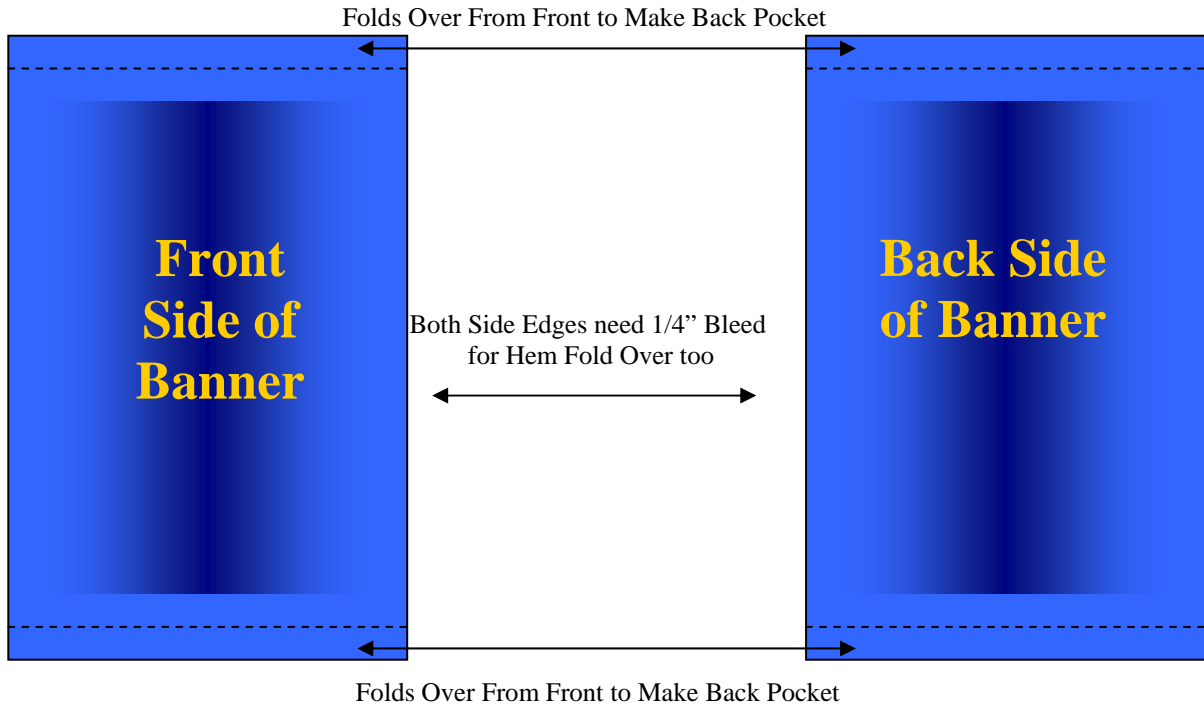 Folds Over From Front to Make Back Pocket
Front
Side of
Banner
Back Side
of Banner
Both Side Edges need 1/4” Bleed
for Hem Fold Over too
Folds Over From Front to Make Back Pocket